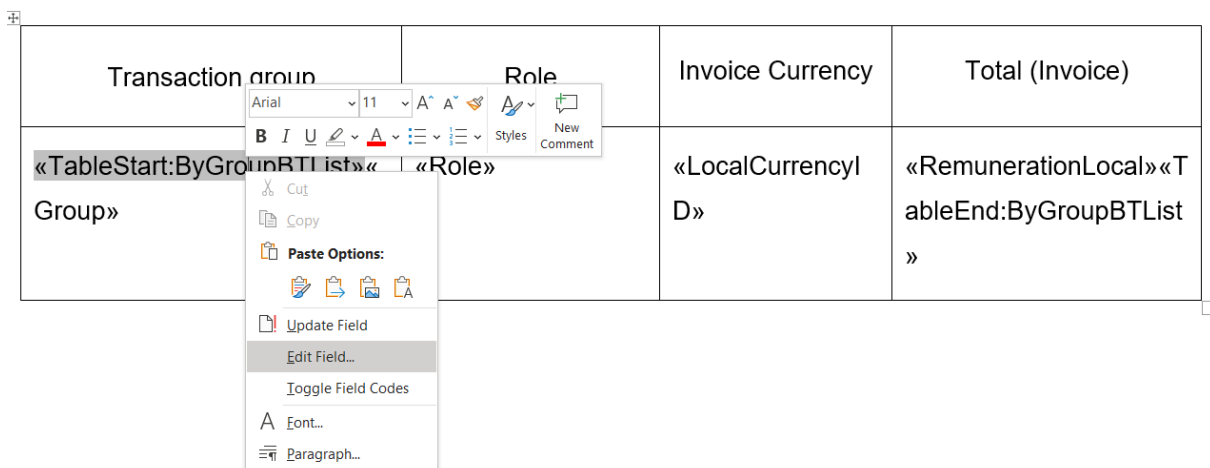 Transaction group
Role
Invoice Currency
Total (Invoice)
Arial
11
A A A
B I U A
Styles
New
Comment
«TableStart:ByGroupBTList»«
Group»
«Role»
«LocalCurrencyI
D»
«RemunerationLocal»«T
ableEnd:ByGroupBTList
»
Cut
Copy
Paste Options:
Update Field
Edit Field...
Toggle Field Codes
Font...
Paragraph...